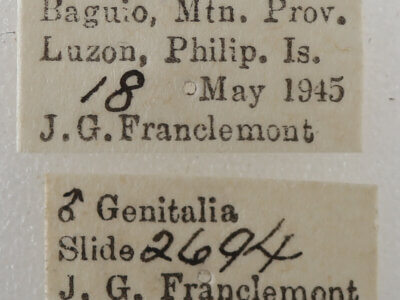 Baguio, Mtn. Prov.
Luzon, Philip. Is.
18 May 1945
J.G.Franclemont
♂ Genitalia
Slide 2694
J. G. Franclemont